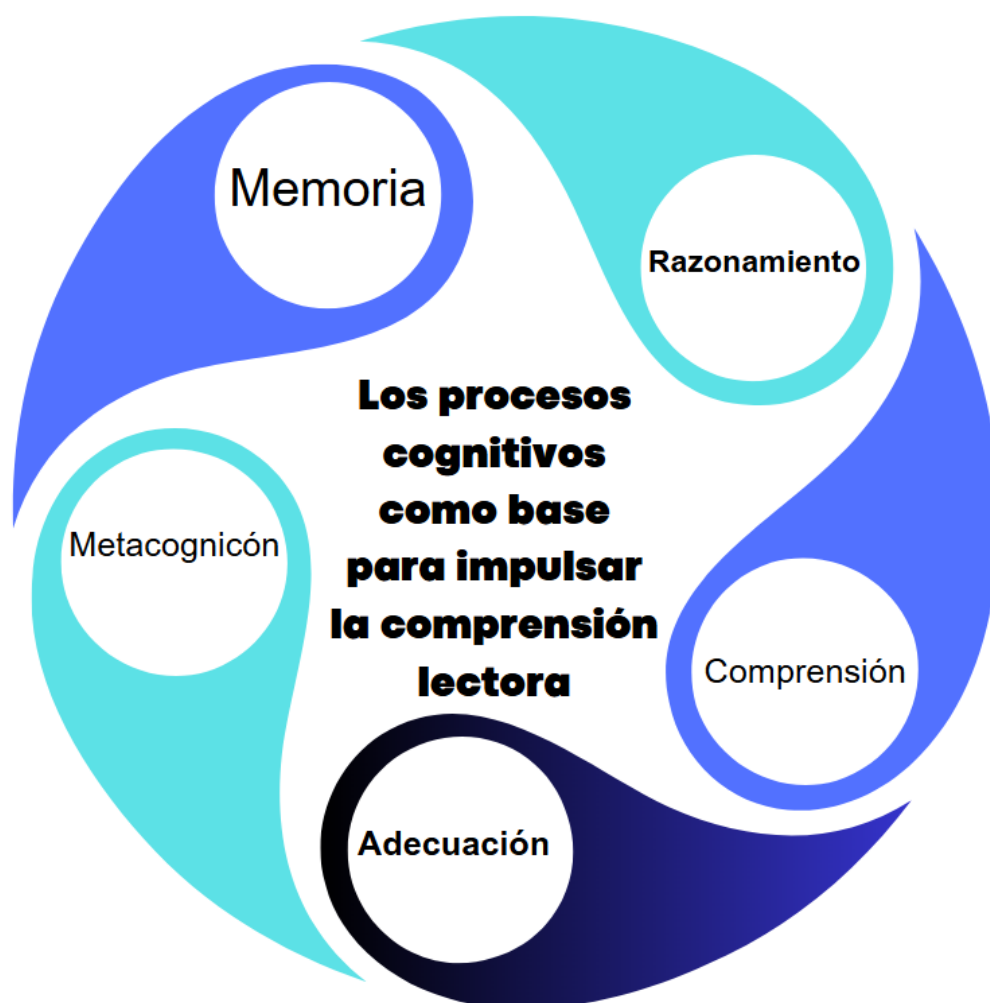 Memoria
Razonamiento
Los procesos
cognitivos
como base
para impulsar
la comprensión
lectora
Metacognicón
Comprensión
Adecuación